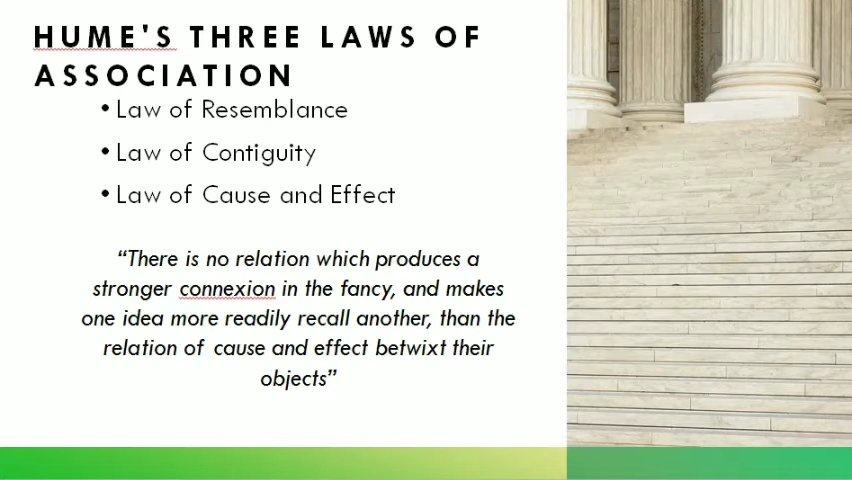 HUME'S THREE LAWS OF
ASSOCIATION
• Law of Resemblance
• Law of Contiguity
• Law of Cause and Effect
“There is no relation which produces a
stronger connexion in the fancy, and makes
one idea more readily recall another, than the
relation of cause and effect betwixt their
objects”